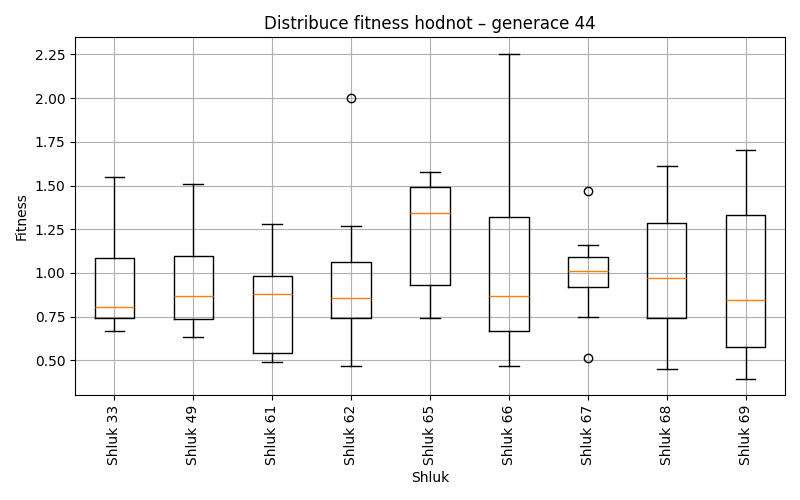 Distribuce fitness hodnot – generace 44
Fitness
2.25
2.00
1.75
1.50
1.25
1.00
0.75
0.50
Shluk 33
Shluk 49
Shluk 61
Shluk 62
Shluk 65
Shluk 66
Shluk 67
Shluk 68
Shluk 69
Shluk